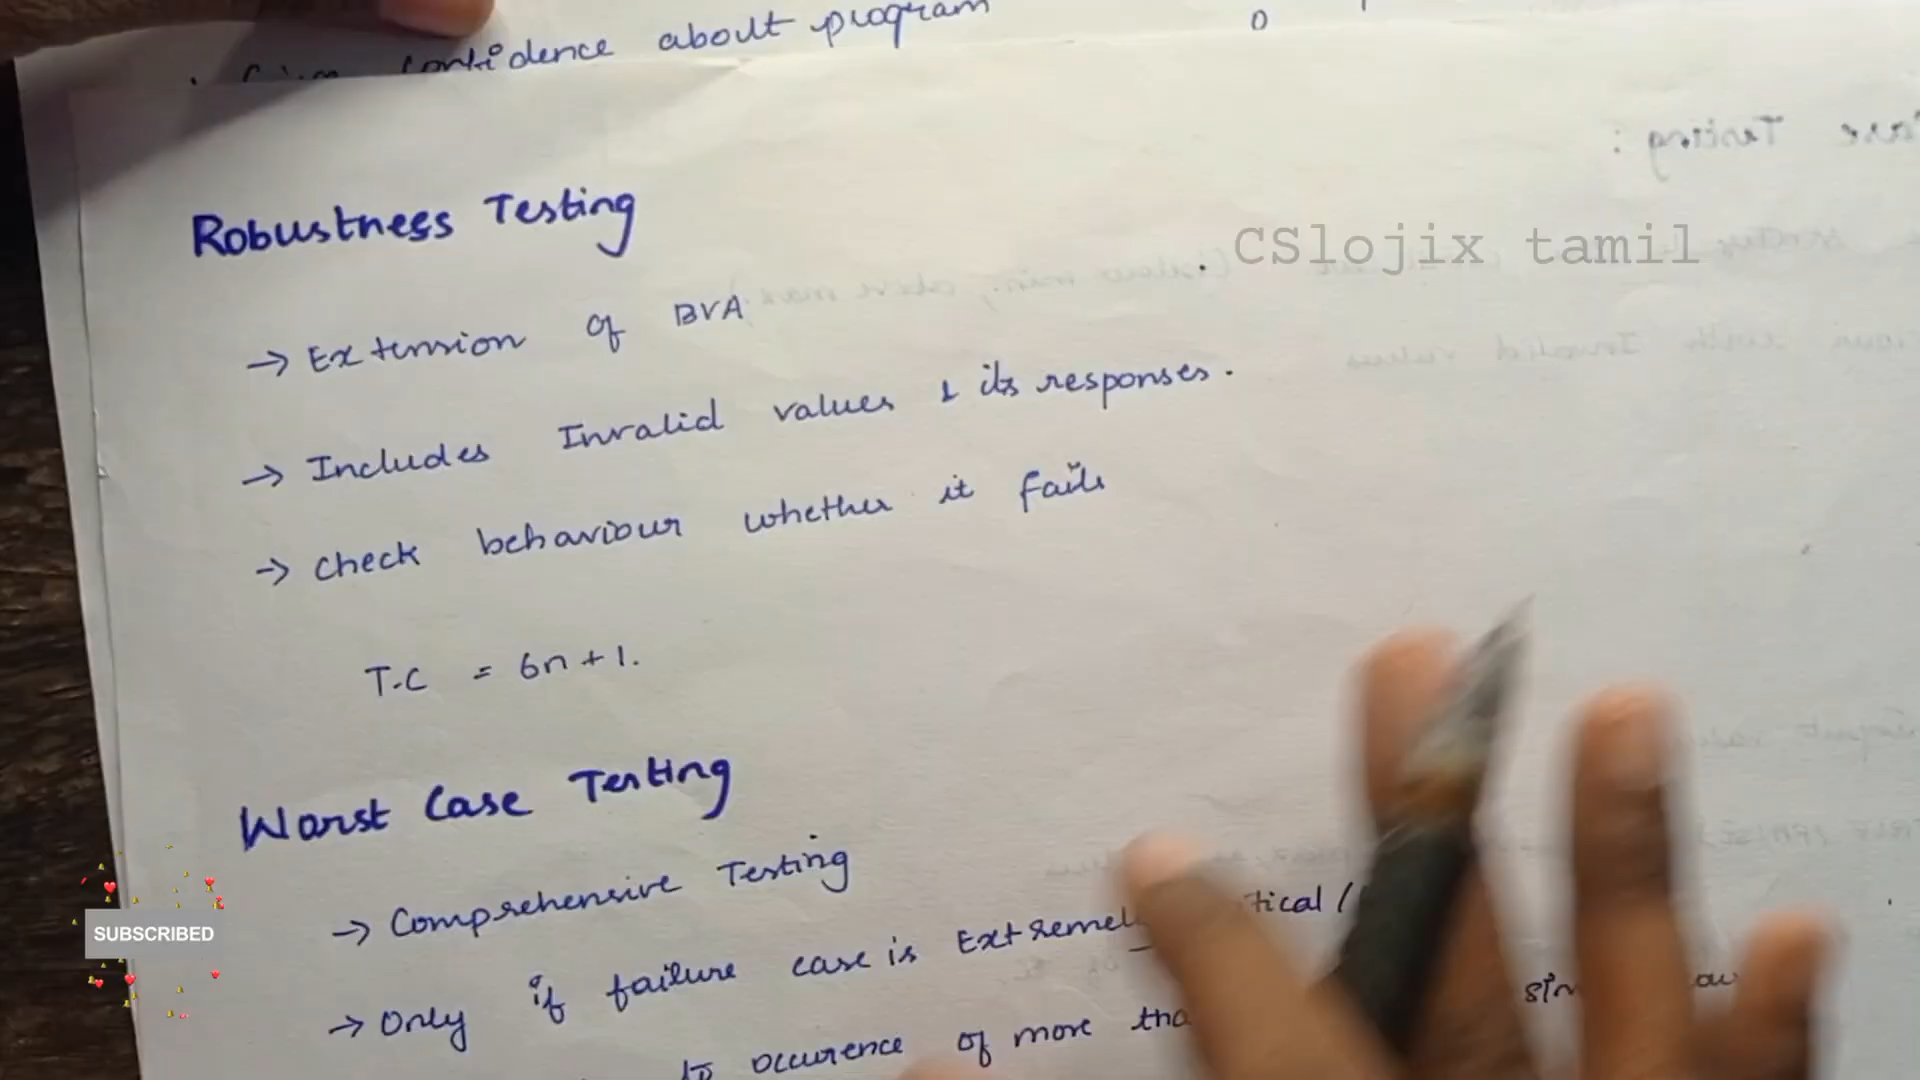 confidence about program
Robustness Testing
CSlojix tamil
→ Extension of BVA
→ Includes Invalid values & its responses.
→ check behaviour whether it fails
T.C = 6n+1.
Worst Case Testing
→ Comprehensive Testing
→ Only if failure case is Extremely
to occurence of more
SUBSCRIBED